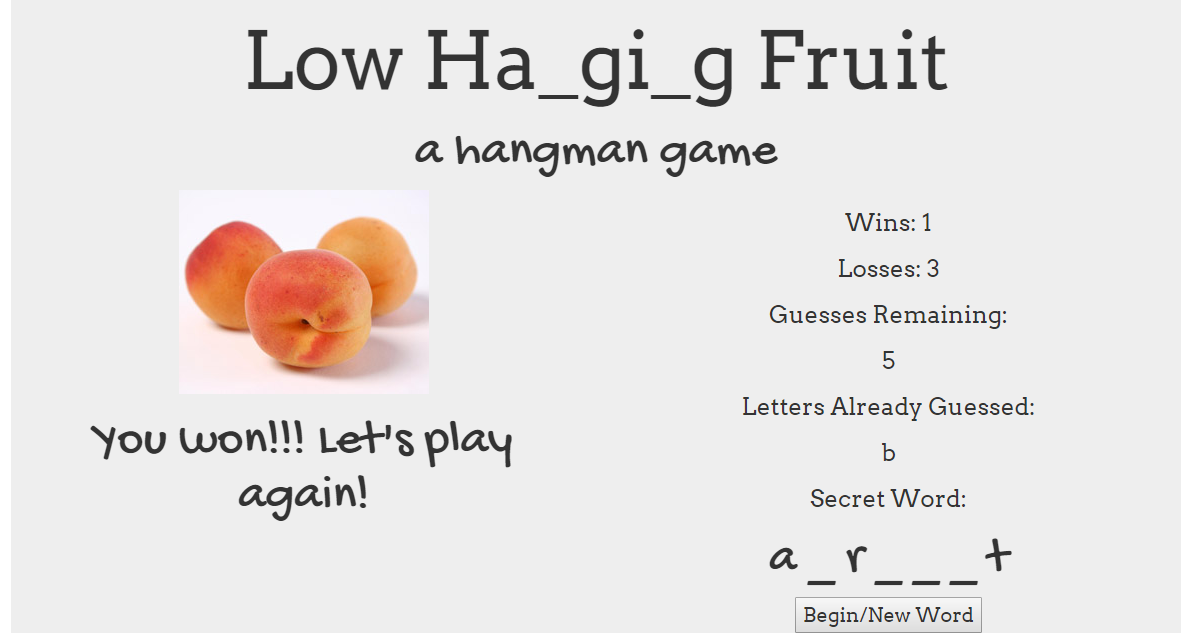 Low Ha_gi_g Fruit
a hangman game
Wins: 1
Losses: 3
Guesses Remaining:
5
Letters Already Guessed:
b
Secret Word:
a _ r _ _ _ t
Begin/New Word
You won!!! Let's play
again!